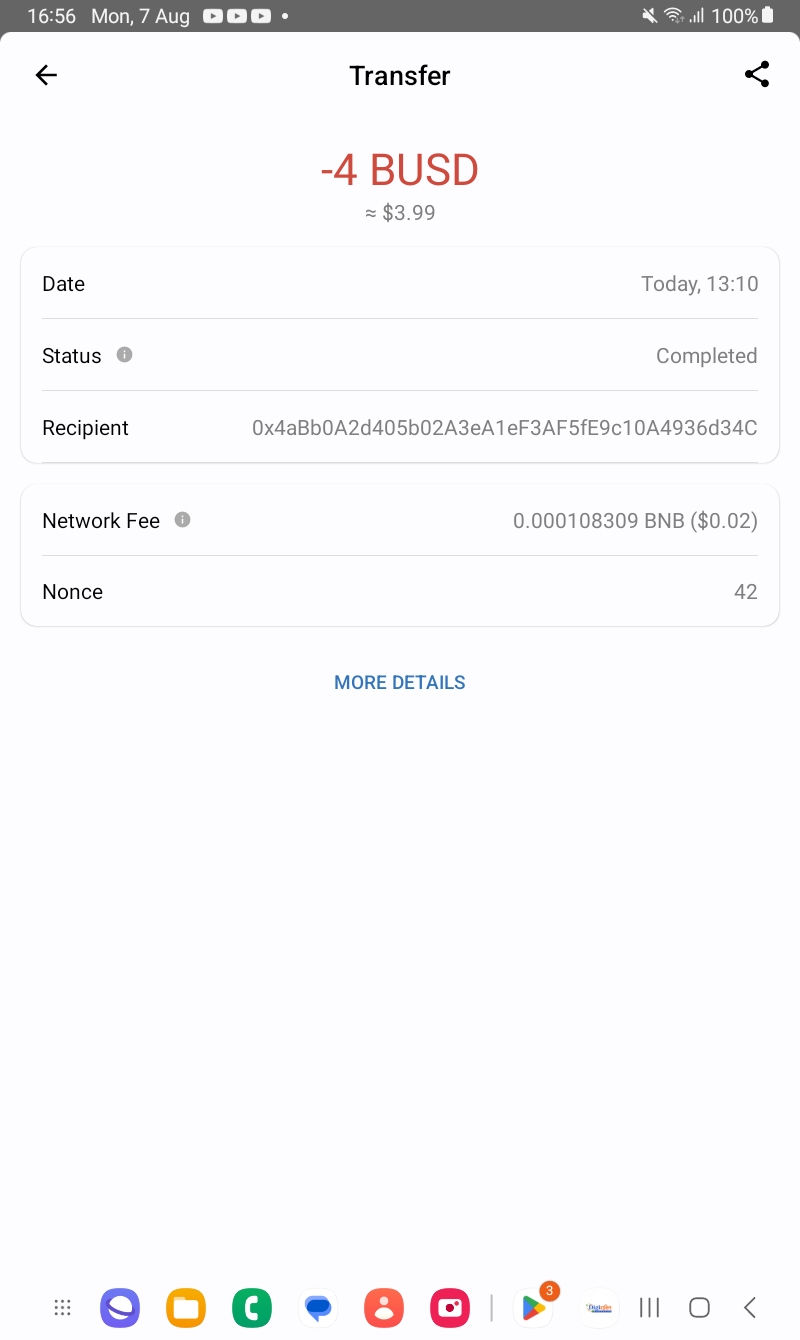 16:56 Mon, 7 Aug 100%
Transfer
-4 BUSD
≈ $3.99
Date Today, 13:10
Status Completed
Recipient 0x4aBb0A2d405b02A3eA1eF3AF5fE9c10A4936d34C
Network Fee 0.000108309 BNB ($0.02)
Nonce 42
MORE DETAILS
3